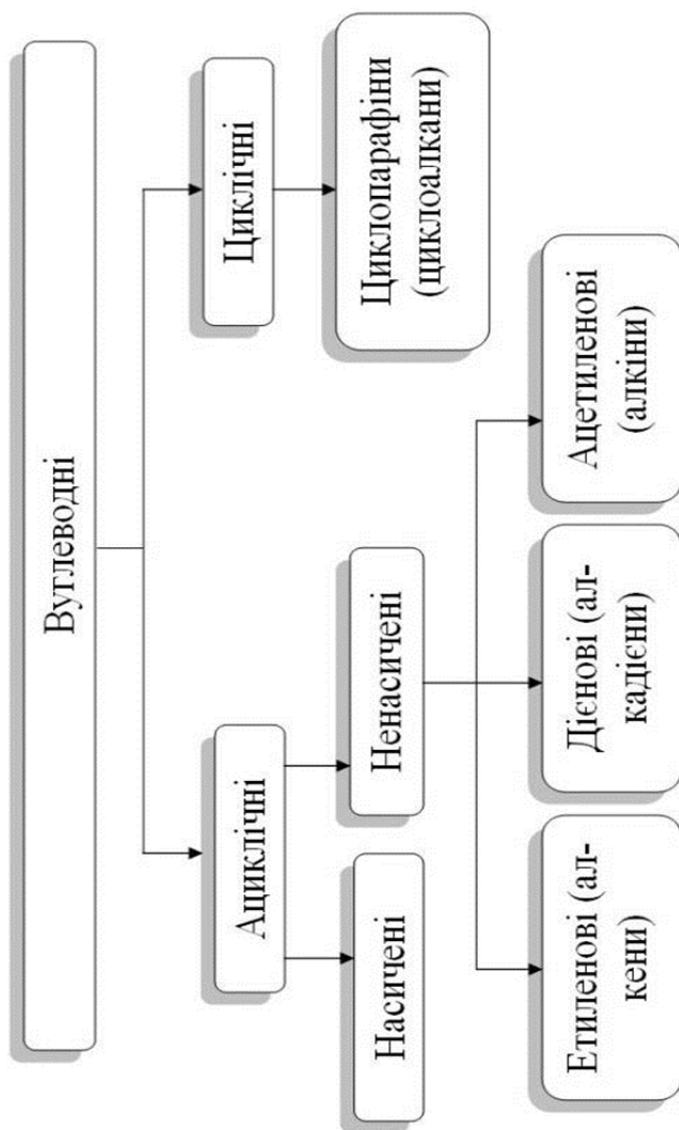 Вуглеводні
Ациклічні
Циклічні
Насичені
Ненасичені
Циклопарафіни
(циклоалкани)
Етиленові (ал-
кени)
Дієнові (ал-
кадієни)
Ацетиленові
(алкіни)